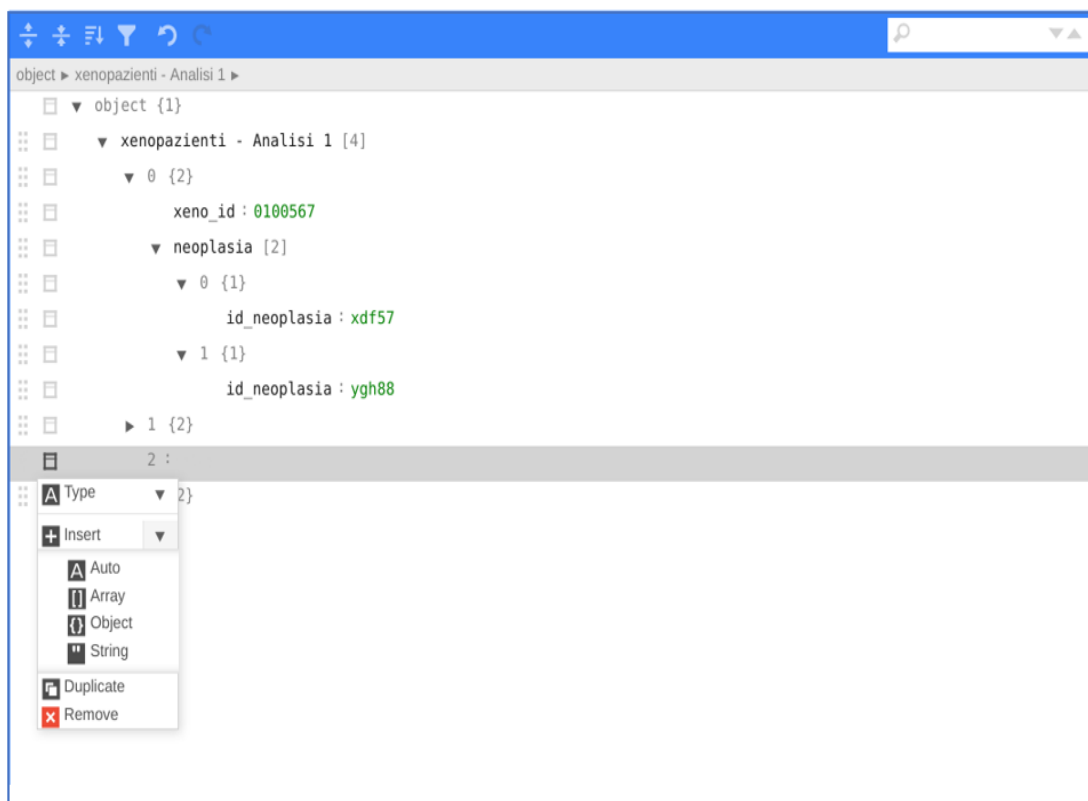 object ▸ xenopazienti - Analisi 1 ▸
object {1}
xenopazienti - Analisi 1 [4]
0 {2}
xeno_id : 0100567
neoplasia [2]
0 {1}
id_neoplasia : xdf57
1 {1}
id_neoplasia : ygh88
1 {2}
2 :
2}
Type
Insert
Auto
Array
Object
String
Duplicate
Remove